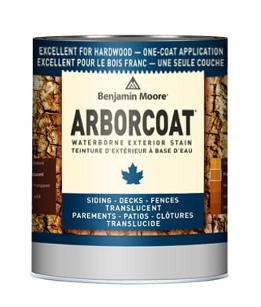 EXCELLENT FOR HARDWOOD — ONE-COAT APPLICATION
EXCELLENT POUR LE BOIS FRANC — UNE SEULE COUCHE
Benjamin Moore®
ARBORCOAT®
WATERBORNE EXTERIOR STAIN
TEINTURE D'EXTÉRIEUR À BASE D'EAU
SIDING - DECKS - FENCES
TRANSLUCENT
PAREMENTS - PATIOS - CLÔTURES
TRANSLUCIDE